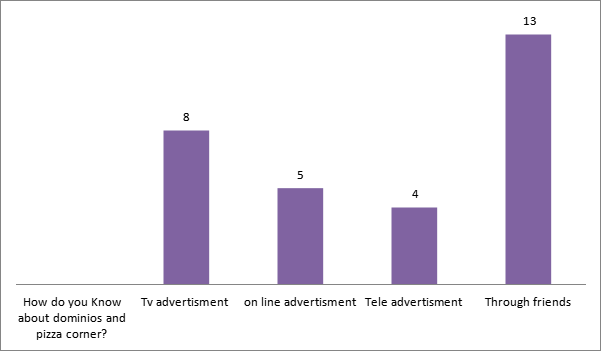 13
8
5
4
How do you Know
about dominios and
pizza corner?
Tv advertisment
on line advertisment
Tele advertisment
Through friends